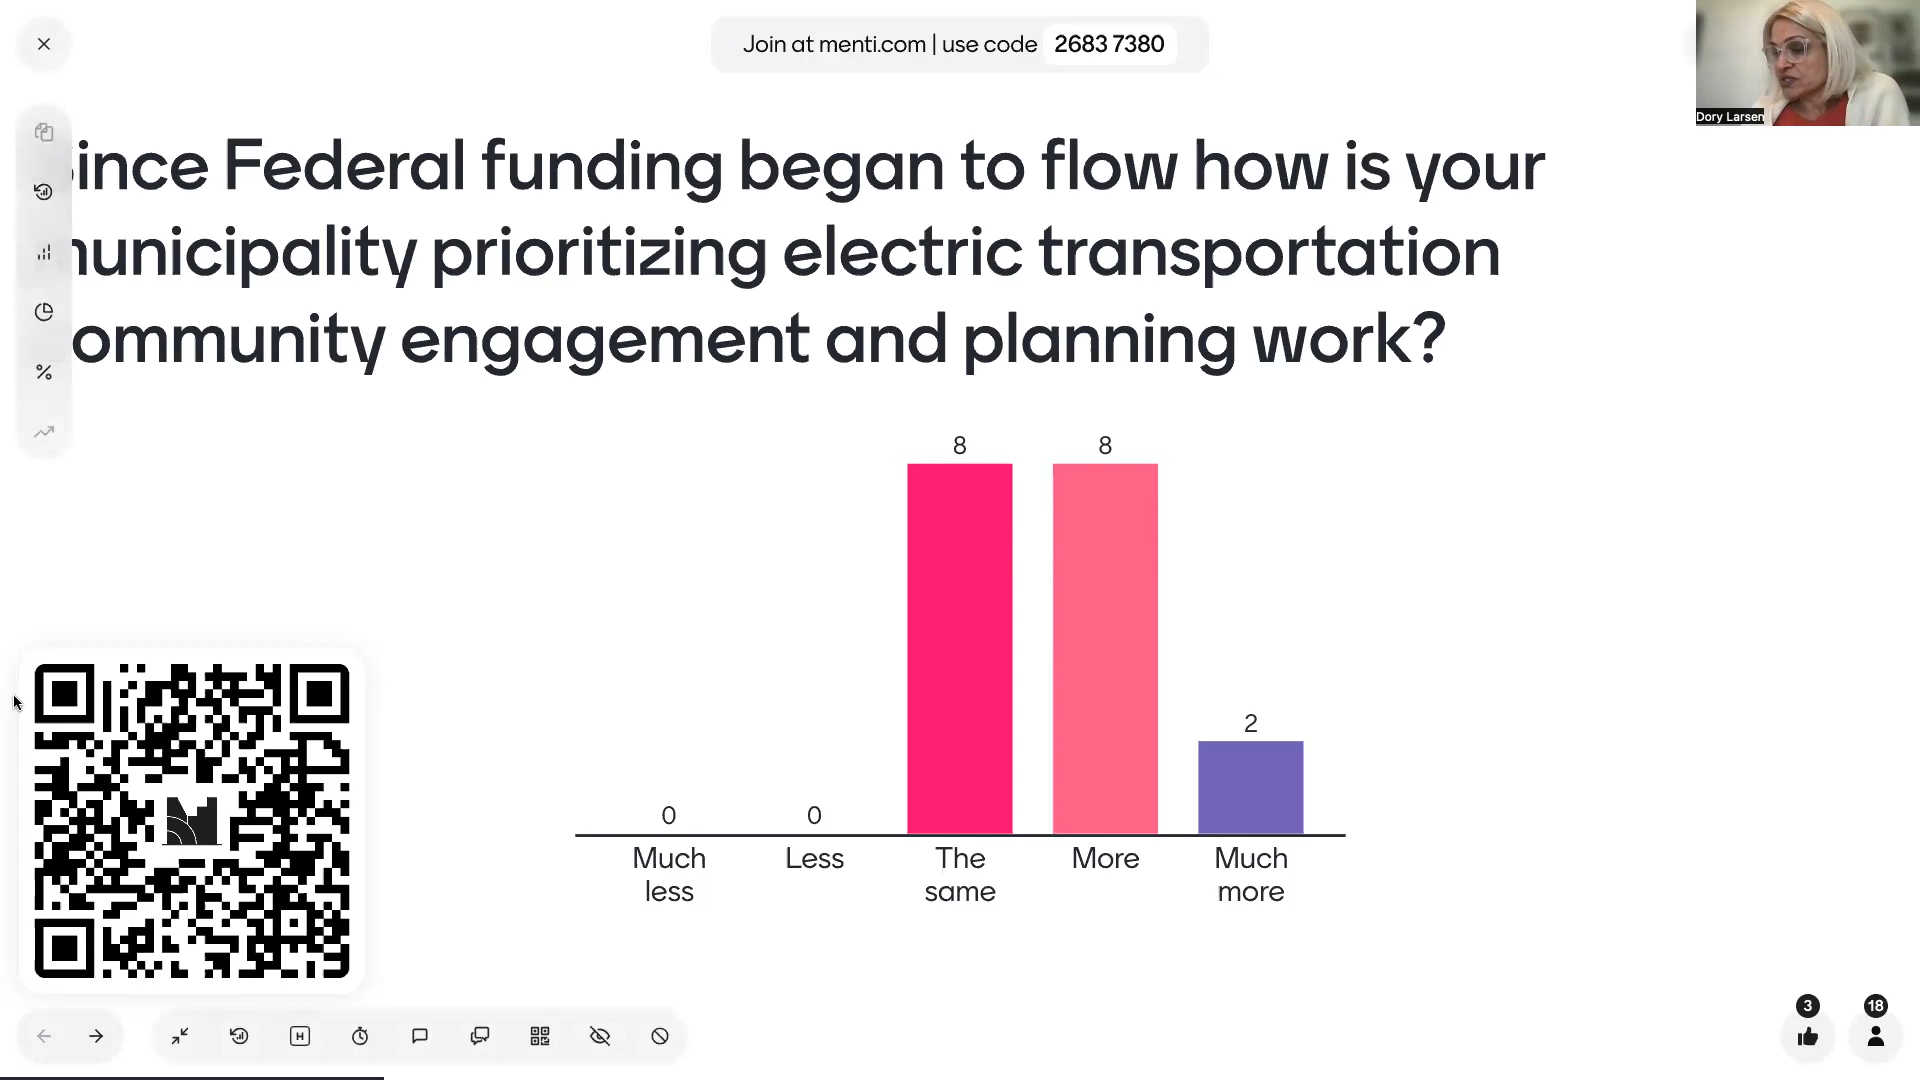 Join at menti.com | use code 2683 7380
Dory Larsen
ince Federal funding began to flow how is your
unicipality prioritizing electric transportation
ommunity engagement and planning work?
8
8
2
0
0
Much less
Less
The same
More
Much more
3
18
H